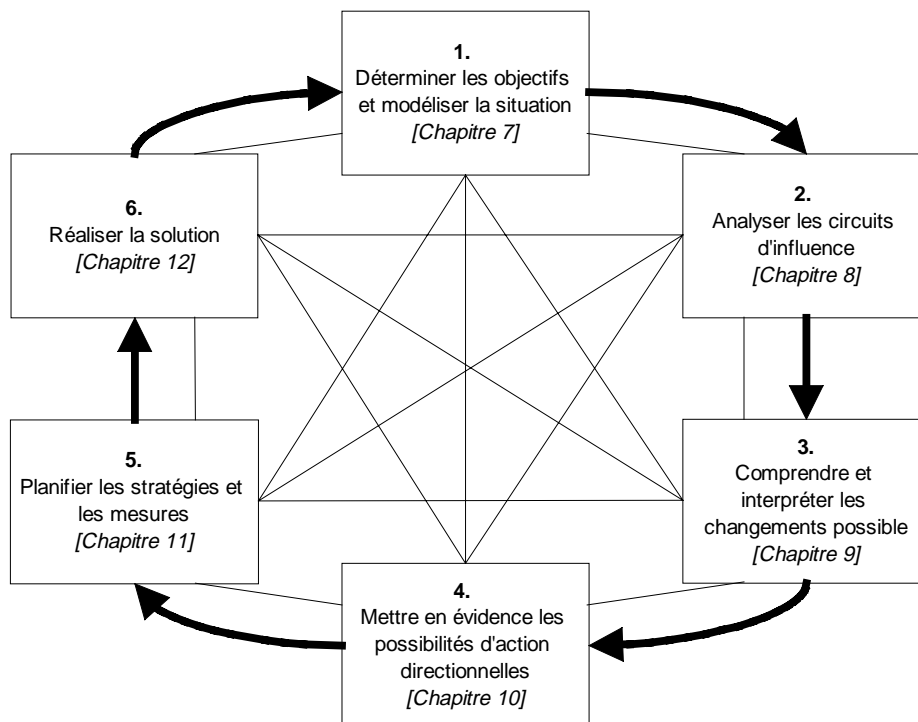 1.
Déterminer les objectifs
et modéliser la situation
[Chapitre 7]
2.
Analyser les circuits
d'influence
[Chapitre 8]
3.
Comprendre et
interpréter les
changements possible
[Chapitre 9]
4.
Mettre en évidence les
possibilités d'action
directionnelles
[Chapitre 10]
5.
Planifier les stratégies et
les mesures
[Chapitre 11]
6.
Réaliser la solution
[Chapitre 12]